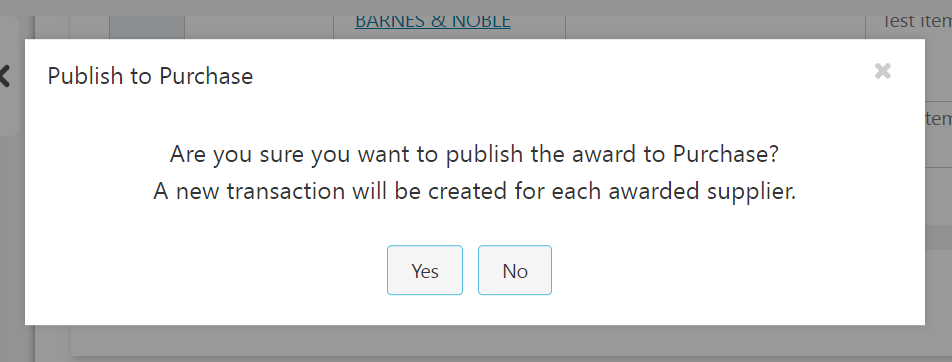 BARNES & NOBLE
Test item
Publish to Purchase
Are you sure you want to publish the award to Purchase?
A new transaction will be created for each awarded supplier.
Yes
No